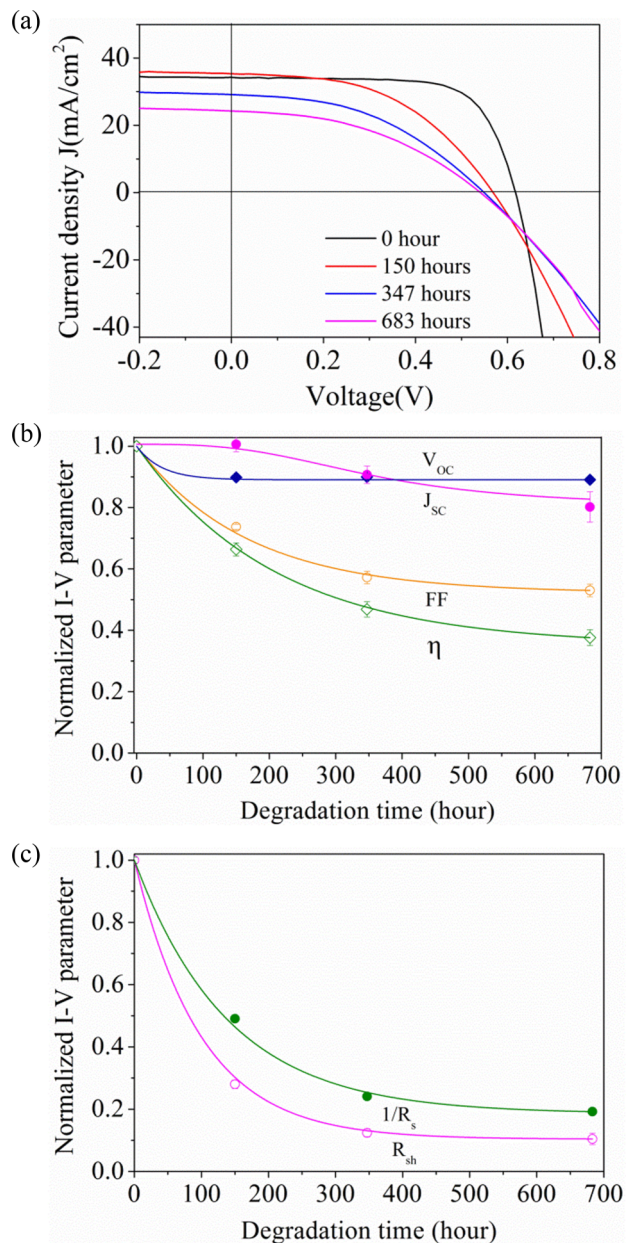 (a)
Current density J(mA/cm²)
40
20
0
-20
-40
0 hour
150 hours
347 hours
683 hours
-0.2 0.0 0.2 0.4 0.6 0.8
Voltage(V)
(b)
Normalized I-V parameter
1.0
0.8
0.6
0.4
0.2
0.0
V_OC
J_SC
FF
η
0 100 200 300 400 500 600 700
Degradation time (hour)
(c)
Normalized I-V parameter
1.0
0.8
0.6
0.4
0.2
0.0
1/R_s
R_sh
0 100 200 300 400 500 600 700
Degradation time (hour)